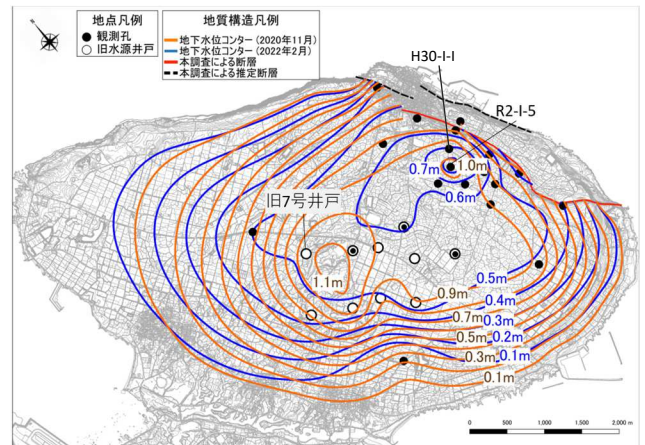 地点凡例
観測孔
旧水源井戸
地質構造凡例
地下水位コンター(2020年11月)
地下水位コンター(2022年2月)
本調査による断層
本調査による推定断層
H30-I-I
R2-I-5
1.0m
0.7m
0.6m
旧7号井戸
1.1m
0.5m
0.9m
0.4m
0.7m
0.3m
0.5m
0.2m
0.3m
0.1m
0.1m
0 500 1,000 1,500 2,000 m